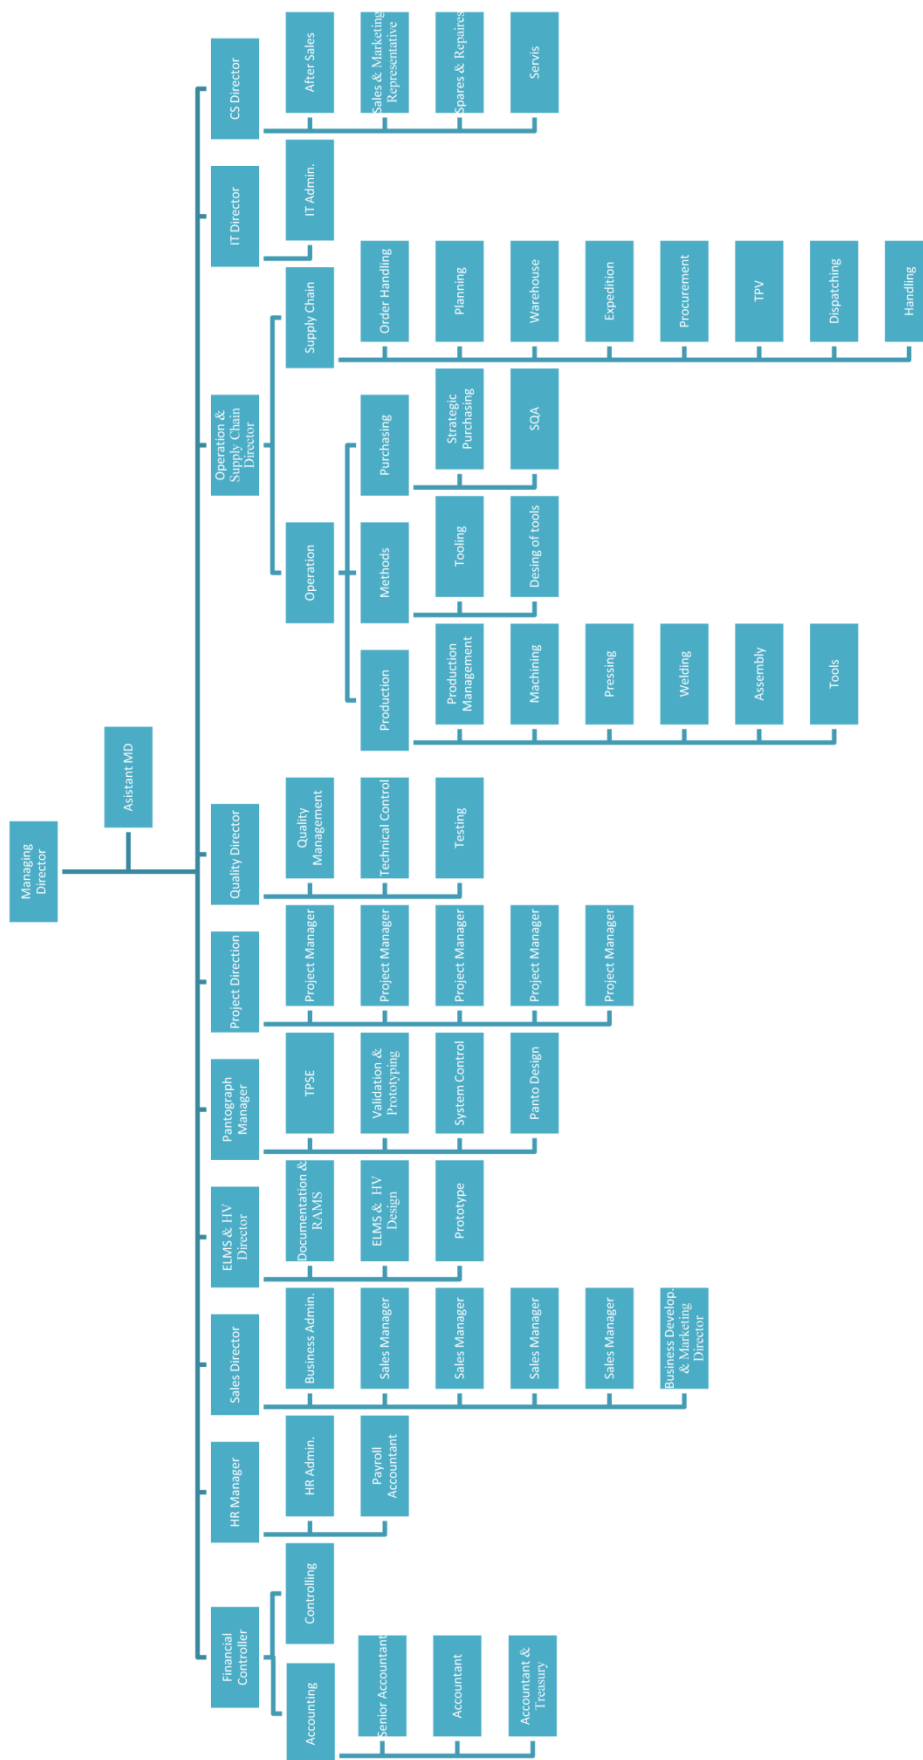 Managing
Director
Asistant MD
Financial
Controller
HR Manager
Sales Director
ELMS & HV
Director
Pantograph
Manager
Project Direction
Quality Director
Operation &
Supply Chain
Director
IT Director
CS Director
Accounting
Senior Accountant
Accountant
Accountant &
Treasury
Controlling
HR Admin.
Payroll
Accountant
Business Admin.
Sales Manager
Sales Manager
Sales Manager
Sales Manager
Business Develop.
& Marketing
Director
Documentation &
RAMS
ELMS & HV
Design
Prototype
TPSE
Validation &
Prototyping
System Control
Panto Design
Project Manager
Project Manager
Project Manager
Project Manager
Project Manager
Quality
Management
Technical Control
Testing
Operation
Production
Production
Management
Machining
Pressing
Welding
Assembly
Tools
Methods
Tooling
Desing of tools
Purchasing
Strategic
Purchasing
SQA
Supply Chain
Order Handling
Planning
Warehouse
Expedition
Procurement
TPV
Dispatching
Handling
IT Admin.
After Sales
Sales & Marketing
Representative
Spares & Repaires
Servis